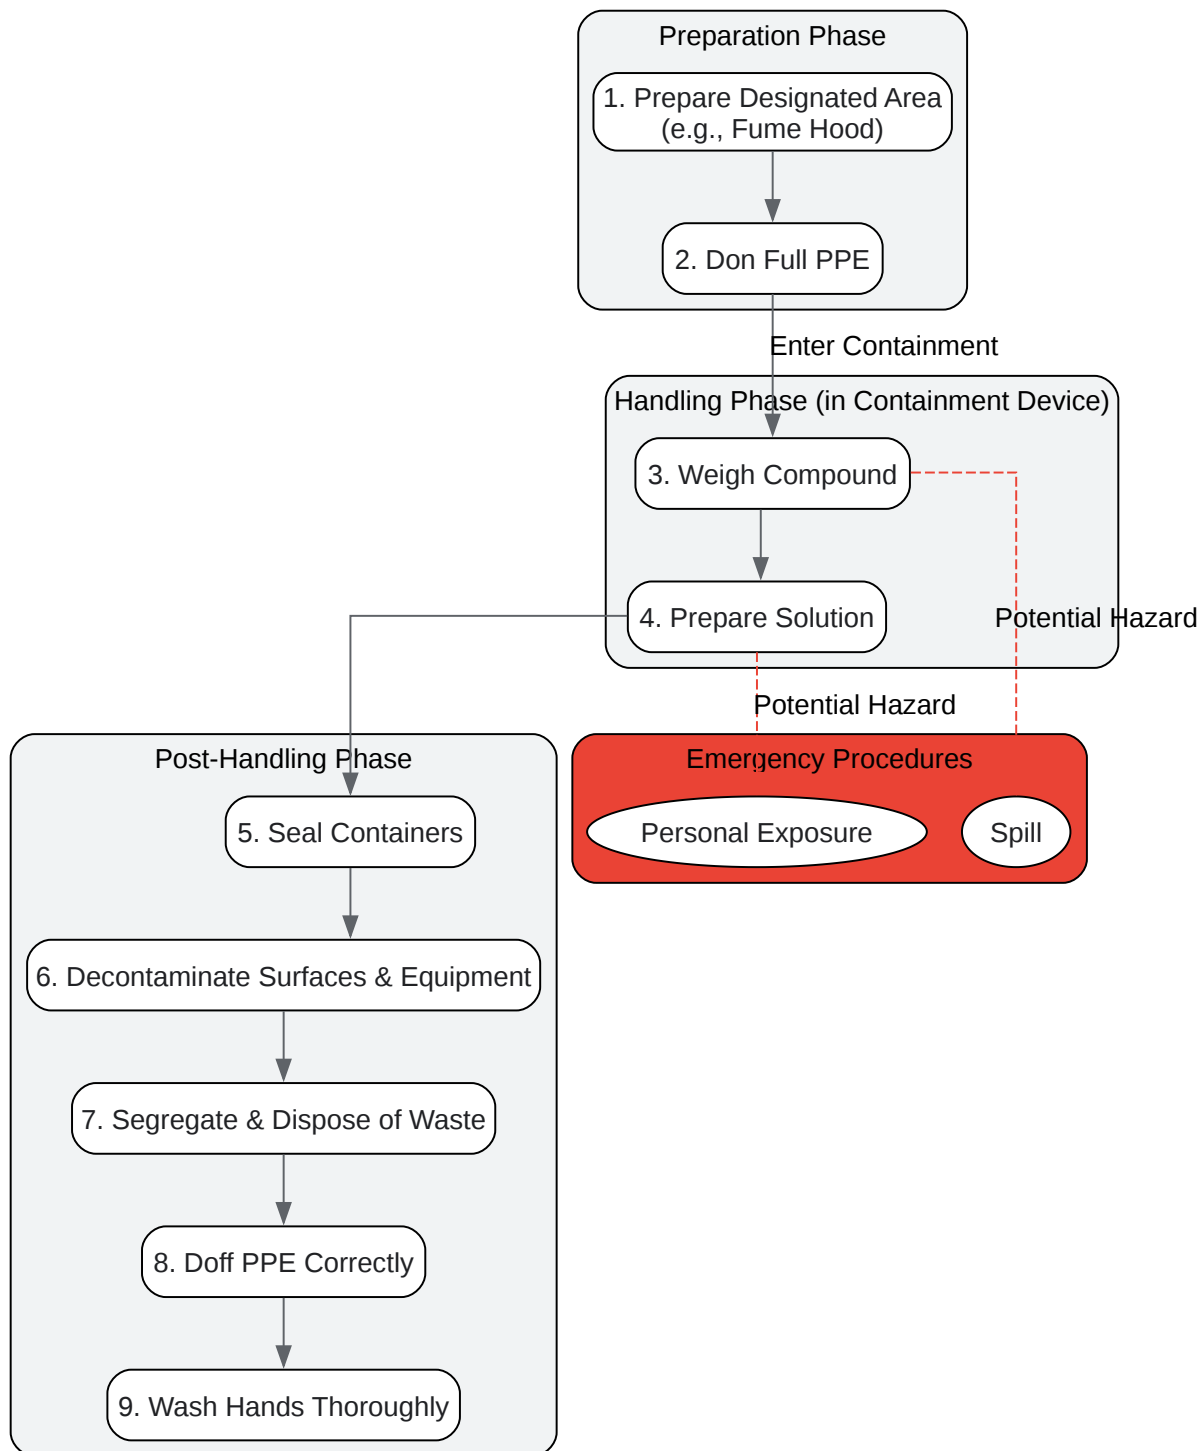 Preparation Phase
1. Prepare Designated Area
(e.g., Fume Hood)
2. Don Full PPE
Enter Containment
Handling Phase (in Containment Device)
3. Weigh Compound
4. Prepare Solution
Potential Hazard
Potential Hazard
Post-Handling Phase
Emergency Procedures
5. Seal Containers
Personal Exposure
Spill
6. Decontaminate Surfaces & Equipment
7. Segregate & Dispose of Waste
8. Doff PPE Correctly
9. Wash Hands Thoroughly